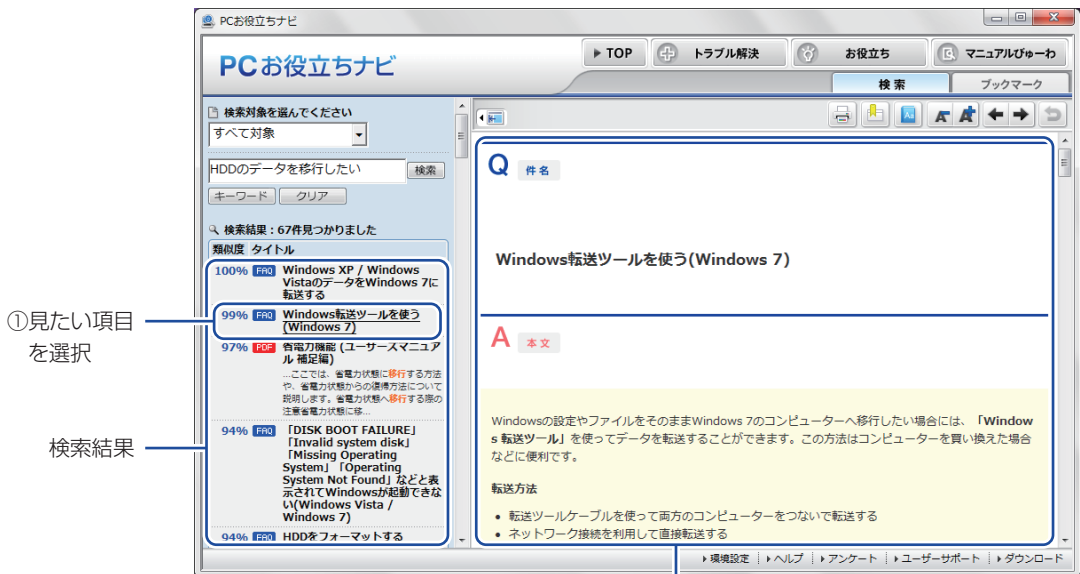 PCお役立ちナビ
PCお役立ちナビ
TOP
トラブル解決
お役立ち
マニュアルびゅーわ
検索
ブックマーク
検索対象を選んでください
すべて対象
HDDのデータを移行したい
検索
キーワード
クリア
検索結果:67件見つかりました
類似度 タイトル
100% FAQ Windows XP / Windows
VistaのデータをWindows 7に
転送する
99% FAQ Windows転送ツールを使う
(Windows 7)
97% PDF 省電力機能 (ユーザーズマニュア
ル 補足編)
...ここでは、省電力状態に移行する方法
や、省電力状態からの復帰方法について
説明します。省電力状態へ移行する際の
注意省電力状態に移...
94% FAQ 「DISK BOOT FAILURE」
「Invalid system disk」
「Missing Operating
System」「Operating
System Not Found」などと表
示されてWindowsが起動できな
い(Windows Vista /
Windows 7)
94% FAQ HDDをフォーマットする
①見たい項目
を選択
検索結果
Q 件名
Windows転送ツールを使う(Windows 7)
A 本文
Windowsの設定やファイルをそのままWindows 7のコンピューターへ移行したい場合には、「Window
s 転送ツール」を使ってデータを転送することができます。この方法はコンピューターを買い換えた場合
などに便利です。
転送方法
• 転送ツールケーブルを使って両方のコンピューターをつないで転送する
• ネットワーク接続を利用して直接転送する
環境設定
ヘルプ
アンケート
ユーザーサポート
ダウンロード